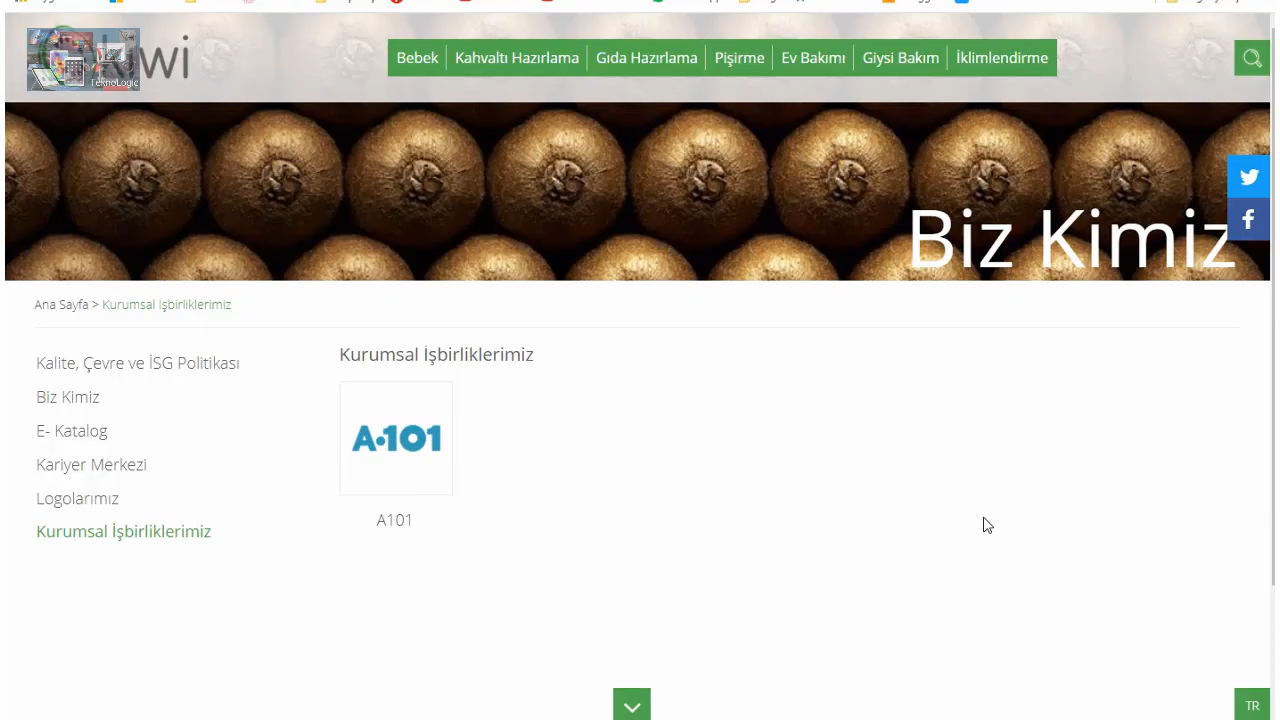 kiwi
TeknoLogic
Bebek
Kahvaltı Hazırlama
Gıda Hazırlama
Pişirme
Ev Bakımı
Giysi Bakım
İklimlendirme
Biz Kimiz
Ana Sayfa > Kurumsal İşbirliklerimiz
Kalite, Çevre ve İSG Politikası
Biz Kimiz
E- Katalog
Kariyer Merkezi
Logolarımız
Kurumsal İşbirliklerimiz
Kurumsal İşbirliklerimiz
A•101
A101
TR